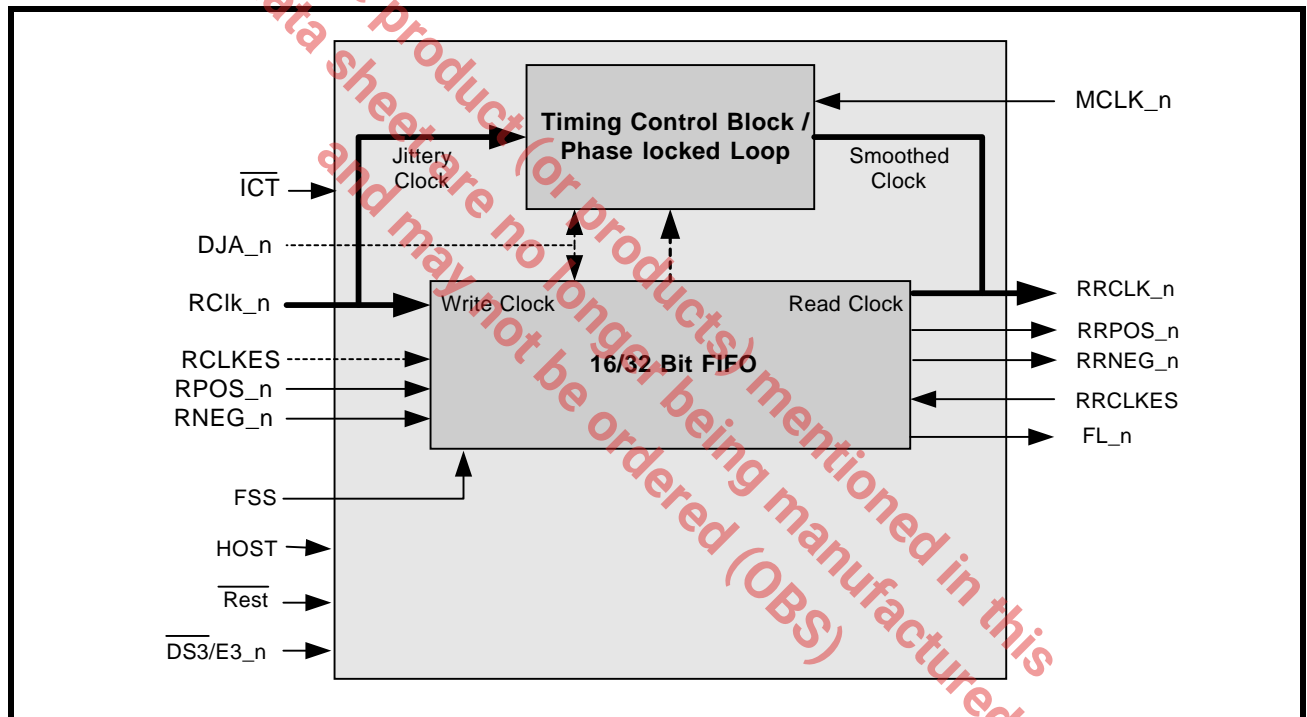 e product (or products) mentioned in this
ata sheet are no longer being manufactured
and may not be ordered (OBS)
Timing Control Block /
Phase locked Loop
MCLK_n
Jittery
Clock
Smoothed
Clock
ICT
DJA_n
RClk_n
Write Clock
Read Clock
RRCLK_n
RRPOS_n
RCLKES
16/32 Bit FIFO
RRNEG_n
RPOS_n
RRCLKES
RNEG_n
FL_n
FSS
HOST
Rest
DS3/E3_n